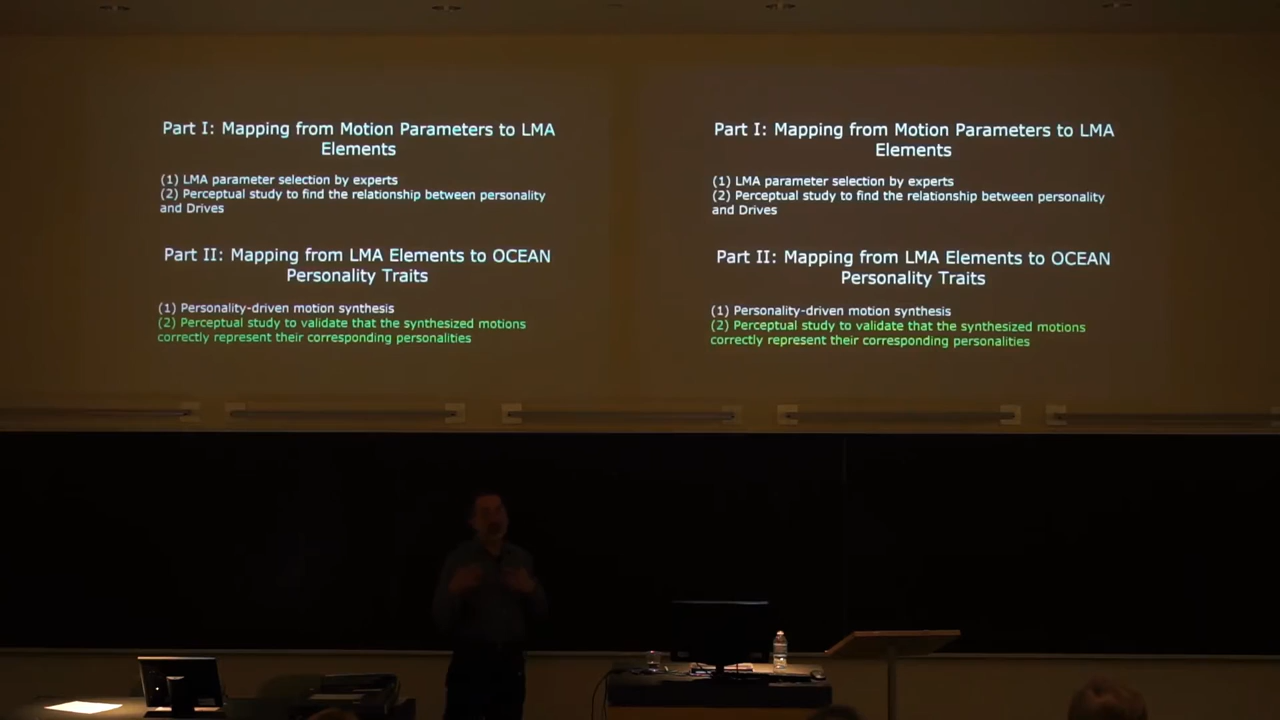 Part I: Mapping from Motion Parameters to LMA
Elements
(1) LMA parameter selection by experts
(2) Perceptual study to find the relationship between personality
and Drives
Part II: Mapping from LMA Elements to OCEAN
Personality Traits
(1) Personality-driven motion synthesis
(2) Perceptual study to validate that the synthesized motions
correctly represent their corresponding personalities
Part I: Mapping from Motion Parameters to LMA
Elements
(1) LMA parameter selection by experts
(2) Perceptual study to find the relationship between personality
and Drives
Part II: Mapping from LMA Elements to OCEAN
Personality Traits
(1) Personality-driven motion synthesis
(2) Perceptual study to validate that the synthesized motions
correctly represent their corresponding personalities